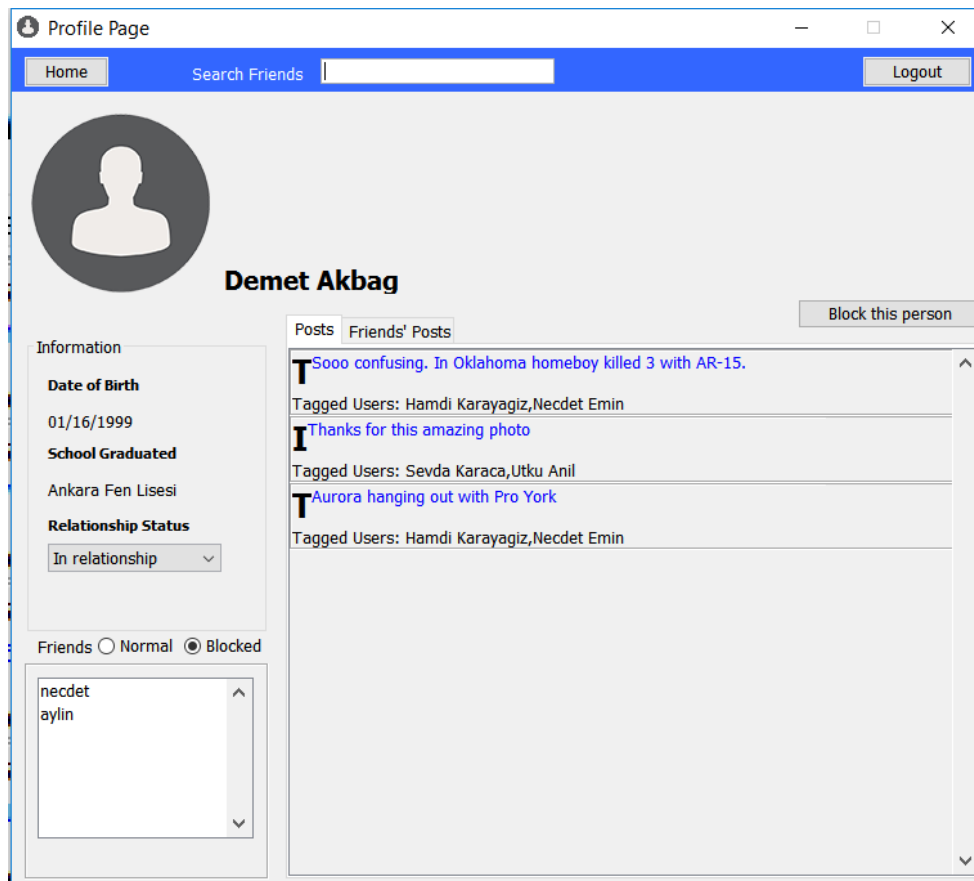 Profile Page
Home
Search Friends
Logout
Demet Akbag
Block this person
Posts
Friends' Posts
Information
Date of Birth
01/16/1999
School Graduated
Ankara Fen Lisesi
Relationship Status
In relationship
Friends
Normal
Blocked
necdet
aylin
T
Sooo confusing. In Oklahoma homeboy killed 3 with AR-15.
Tagged Users: Hamdi Karayagiz,Necdet Emin
I
Thanks for this amazing photo
Tagged Users: Sevda Karaca,Utku Anil
T
Aurora hanging out with Pro York
Tagged Users: Hamdi Karayagiz,Necdet Emin